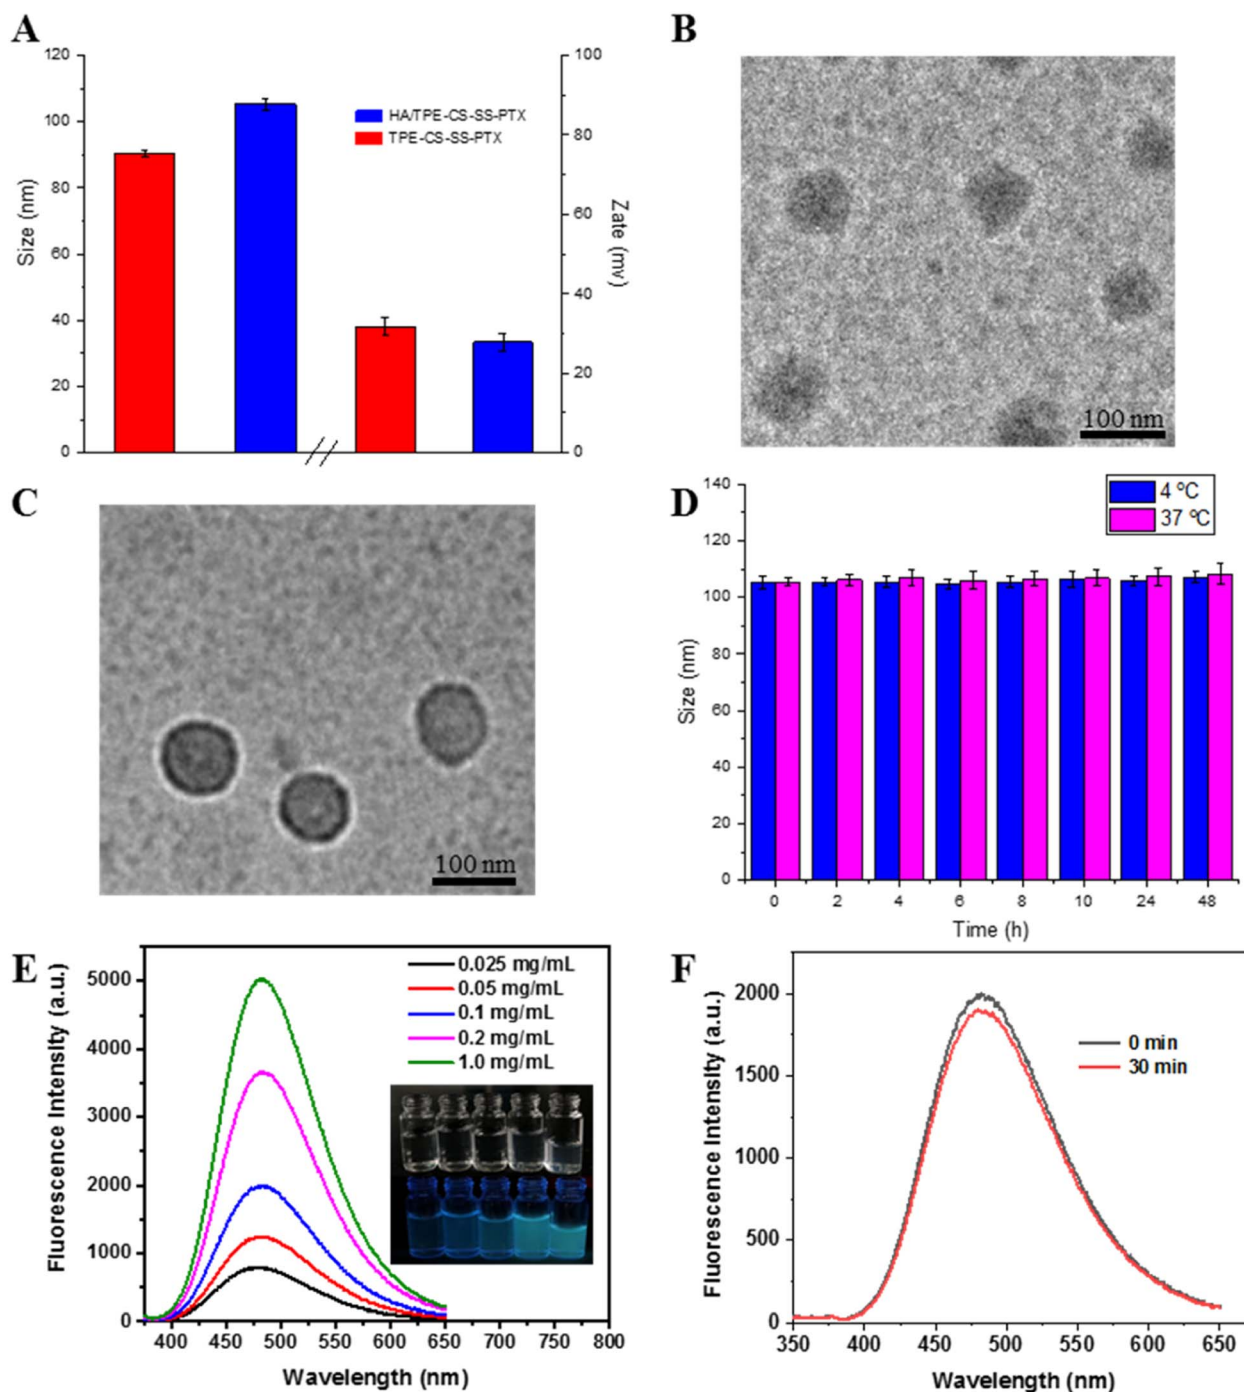 A
120
100
80
60
40
20
0
Size (nm)
HA/TPE-CS-SS-PTX
TPE-CS-SS-PTX
100
80
60
40
20
0
Zate (mv)
B
100 nm
C
100 nm
D
140
120
100
80
60
40
20
0
Size (nm)
4 ºC
37 ºC
0 2 4 6 8 10 24 48
Time (h)
E
5000
4000
3000
2000
1000
0
Fluorescence Intensity (a.u.)
0.025 mg/mL
0.05 mg/mL
0.1 mg/mL
0.2 mg/mL
1.0 mg/mL
400 450 500 550 600 650 700 750 800
Wavelength (nm)
F
2000
1500
1000
500
0
Fluorescence Intensity (a.u.)
0 min
30 min
350 400 450 500 550 600 650
Wavelength (nm)